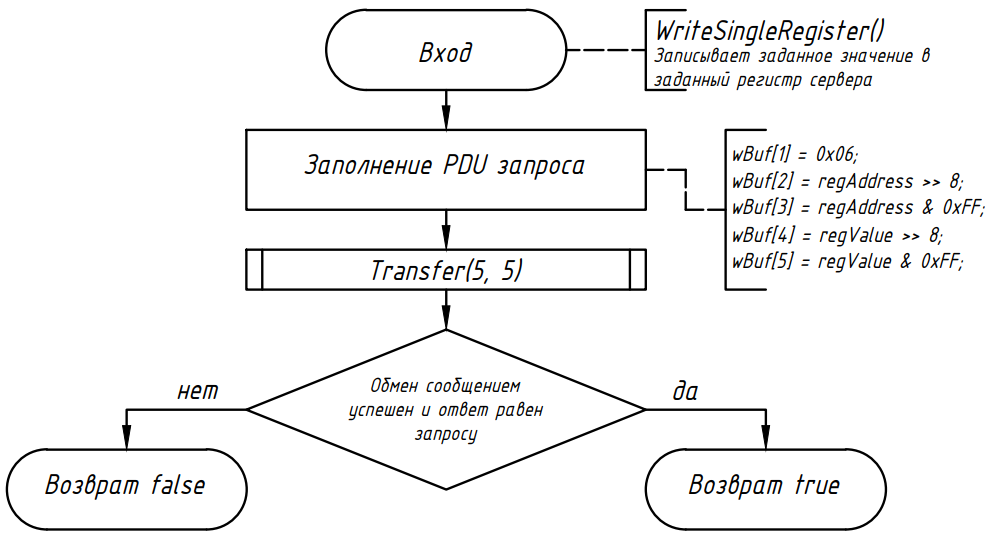 Вход
WriteSingleRegister()
Записывает заданное значение в
заданный регистр сервера
Заполнение PDU запроса
wBuf[1] = 0x06;
wBuf[2] = regAddress >> 8;
wBuf[3] = regAddress & 0xFF;
wBuf[4] = regValue >> 8;
wBuf[5] = regValue & 0xFF;
Transfer(5, 5)
Обмен сообщением
успешен и ответ равен
запросу
нет
да
Возврат false
Возврат true